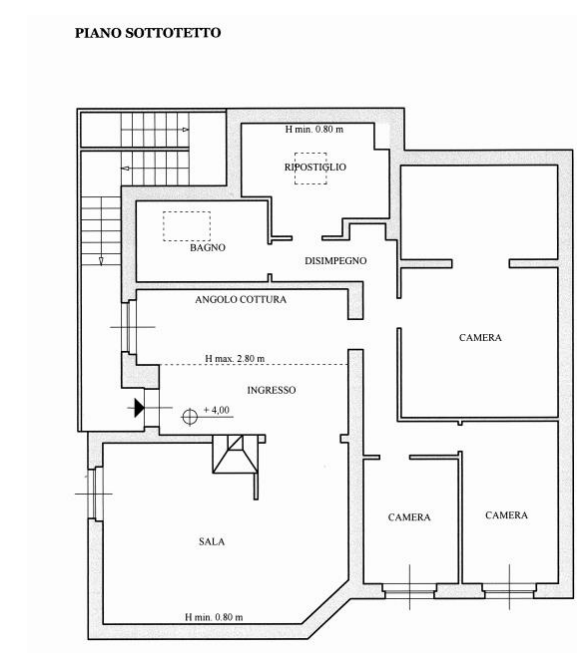 PIANO SOTTOTETTO
H min. 0.80 m
RIPOSTIGLIO
BAGNO
DISIMPEGNO
ANGOLO COTTURA
CAMERA
H max. 2.80 m
INGRESSO
+ 4,00
CAMERA
CAMERA
SALA
H min. 0.80 m